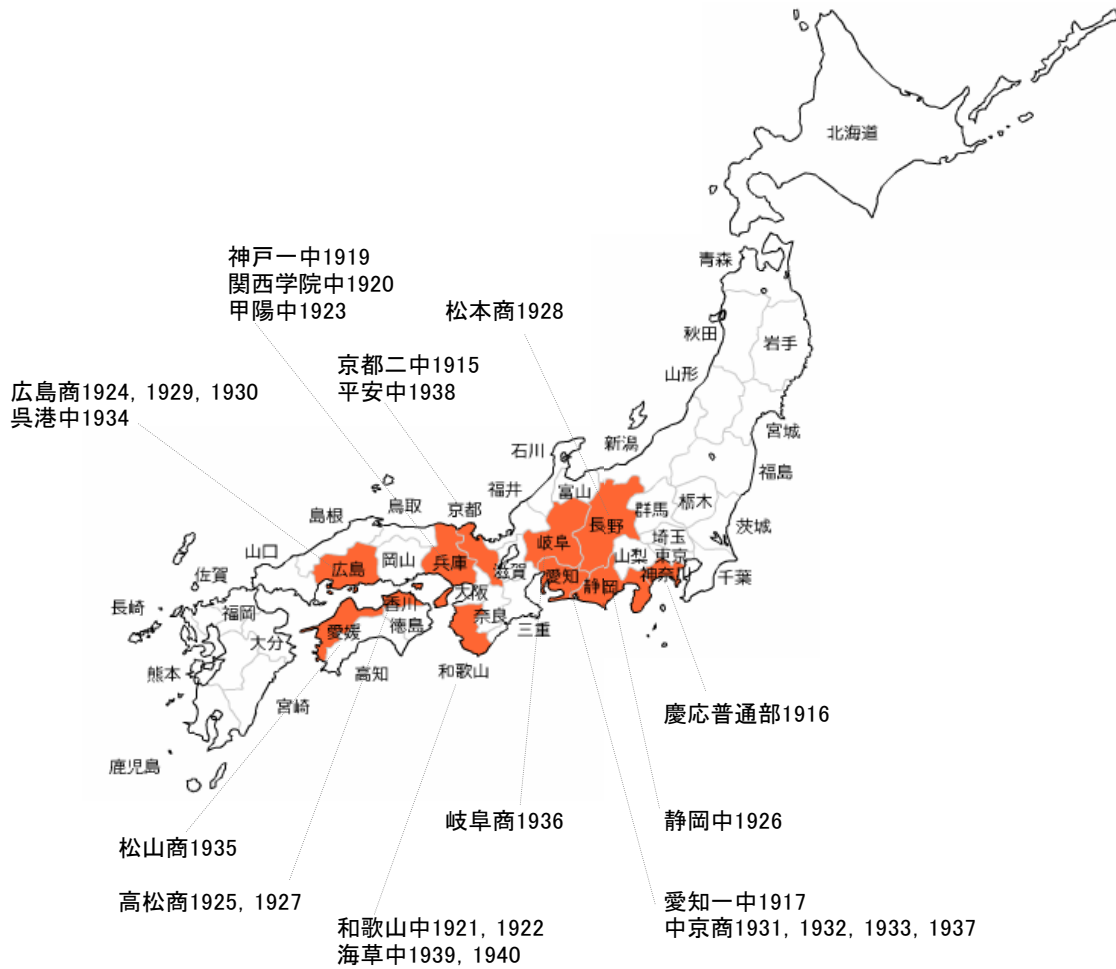 北海道
神戸一中1919
関西学院中1920
甲陽中1923
青森
松本商1928
秋田
岩手
京都二中1915
平安中1938
山形
広島商1924, 1929, 1930
呉港中1934
宮城
石川
新潟
福島
富山
福井
栃木
群馬
鳥取
京都
島根
長野
茨城
埼玉
岐阜
東京
山口
岡山
兵庫
滋賀
山梨
広島
佐賀
愛知
静岡
神奈川
千葉
大阪
香川
長崎
福岡
奈良
徳島
愛媛
三重
大分
熊本
高知
和歌山
宮崎
慶応普通部1916
鹿児島
岐阜商1936
静岡中1926
松山商1935
高松商1925, 1927
愛知一中1917
中京商1931, 1932, 1933, 1937
和歌山中1921, 1922
海草中1939, 1940